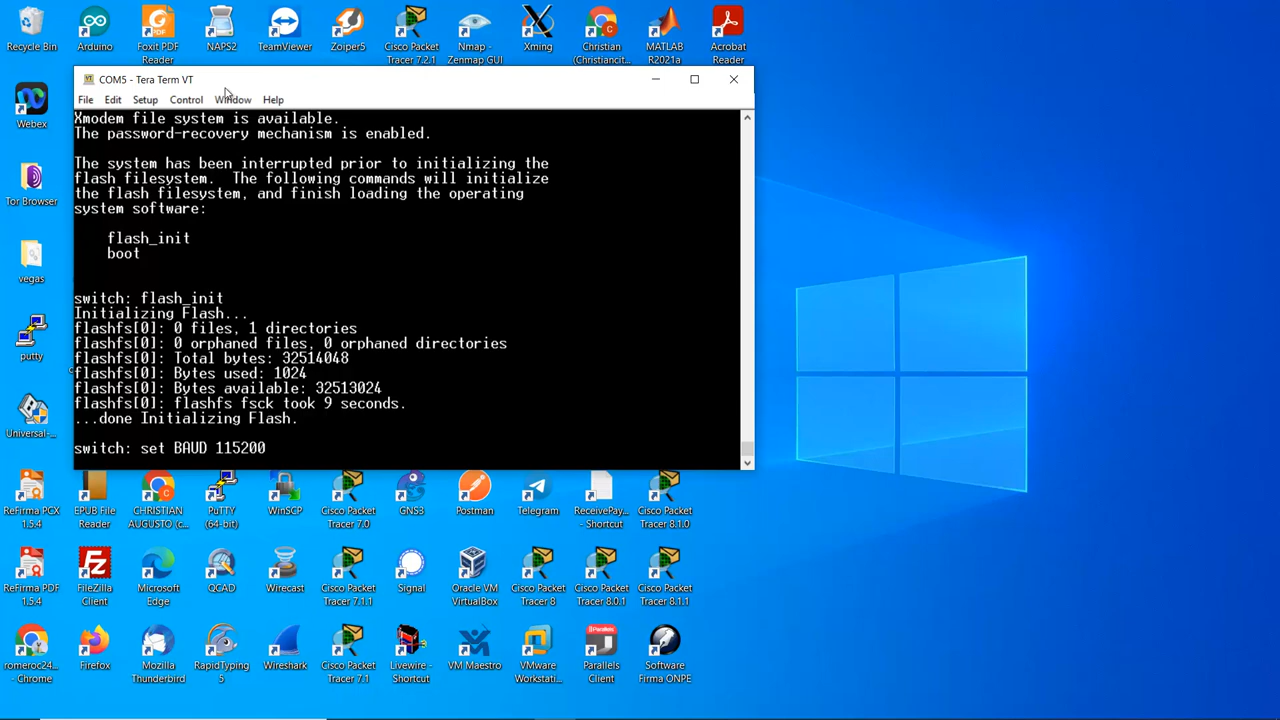 Recycle Bin
Arduino
Foxit PDF
Reader
NAPS2
TeamViewer
Zoiper5
Cisco Packet
Tracer 7.2.1
Nmap -
Zenmap GUI
Xming
Christian
(Christiancit...
MATLAB
R2021a
Acrobat
Reader
Webex
Tor Browser
vegas
putty
Universal-...
COM5 - Tera Term VT
File Edit Setup Control Window Help
Xmodem file system is available.
The password-recovery mechanism is enabled.
The system has been interrupted prior to initializing the
flash filesystem.  The following commands will initialize
the flash filesystem, and finish loading the operating
system software:
flash_init
boot
switch: flash_init
Initializing Flash...
flashfs[0]: 0 files, 1 directories
flashfs[0]: 0 orphaned files, 0 orphaned directories
flashfs[0]: Total bytes: 32514048
flashfs[0]: Bytes used: 1024
flashfs[0]: Bytes available: 32513024
flashfs[0]: flashfs fsck took 9 seconds.
...done Initializing Flash.
switch: set BAUD 115200
ReFirma PCX
1.5.4
EPUB File
Reader
CHRISTIAN
AUGUSTO (c...
PuTTY
(64-bit)
WinSCP
Cisco Packet
Tracer 7.0
GNS3
Postman
Telegram
ReceivePay...
- Shortcut
Cisco Packet
Tracer 8.1.0
ReFirma PDF
1.5.4
FileZilla
Client
Microsoft
Edge
QCAD
Wirecast
Cisco Packet
Tracer 7.1.1
Signal
Oracle VM
VirtualBox
Cisco Packet
Tracer 8
Cisco Packet
Tracer 8.0.1
Cisco Packet
Tracer 8.1.1
romeroc24...
- Chrome
Firefox
Mozilla
Thunderbird
RapidTyping
5
Wireshark
Cisco Packet
Tracer 7.1
Livewire -
Shortcut
VM Maestro
VMware
Workstati...
Parallels
Client
Software
Firma ONPE